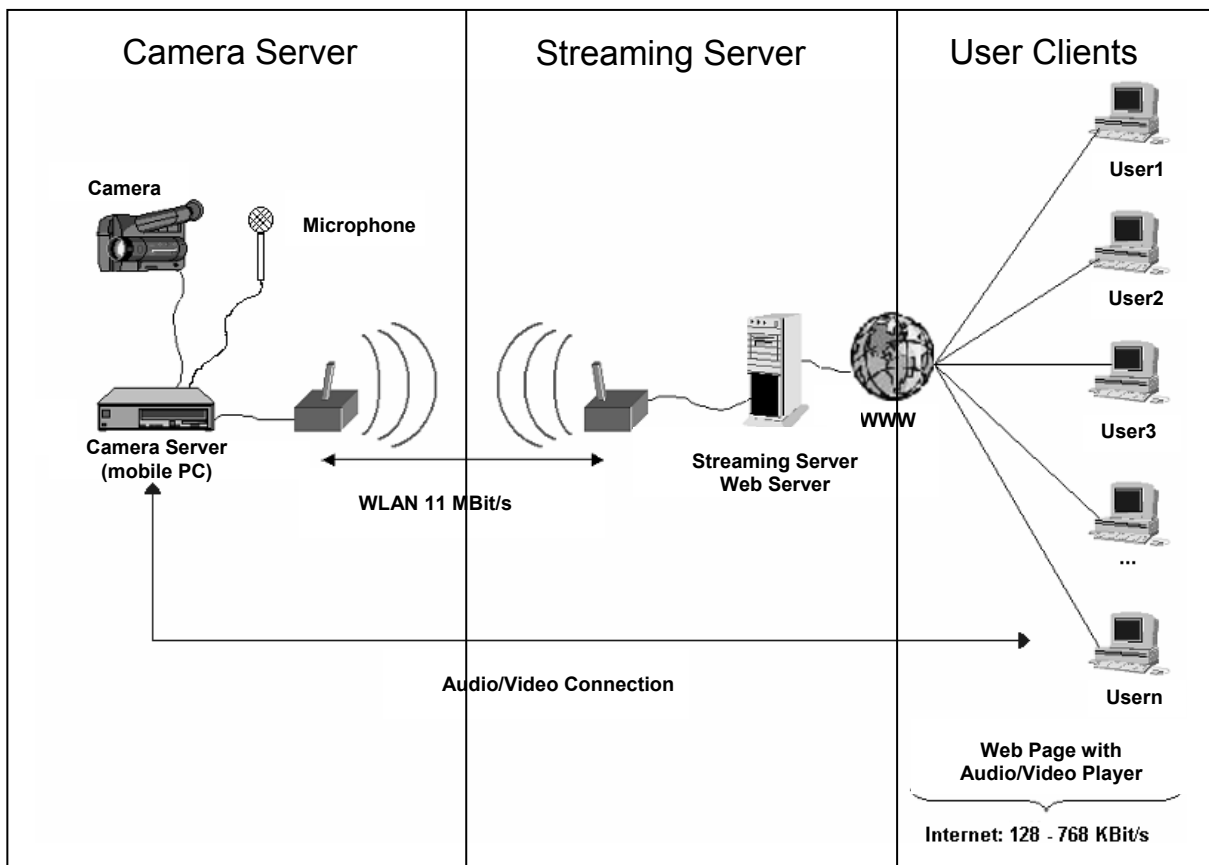 Camera Server
Streaming Server
User Clients
Camera
Microphone
Camera Server
(mobile PC)
WLAN 11 MBit/s
Streaming Server
Web Server
WWW
User1
User2
User3
...
Usern
Audio/Video Connection
Web Page with
Audio/Video Player
Internet: 128 - 768 KBit/s